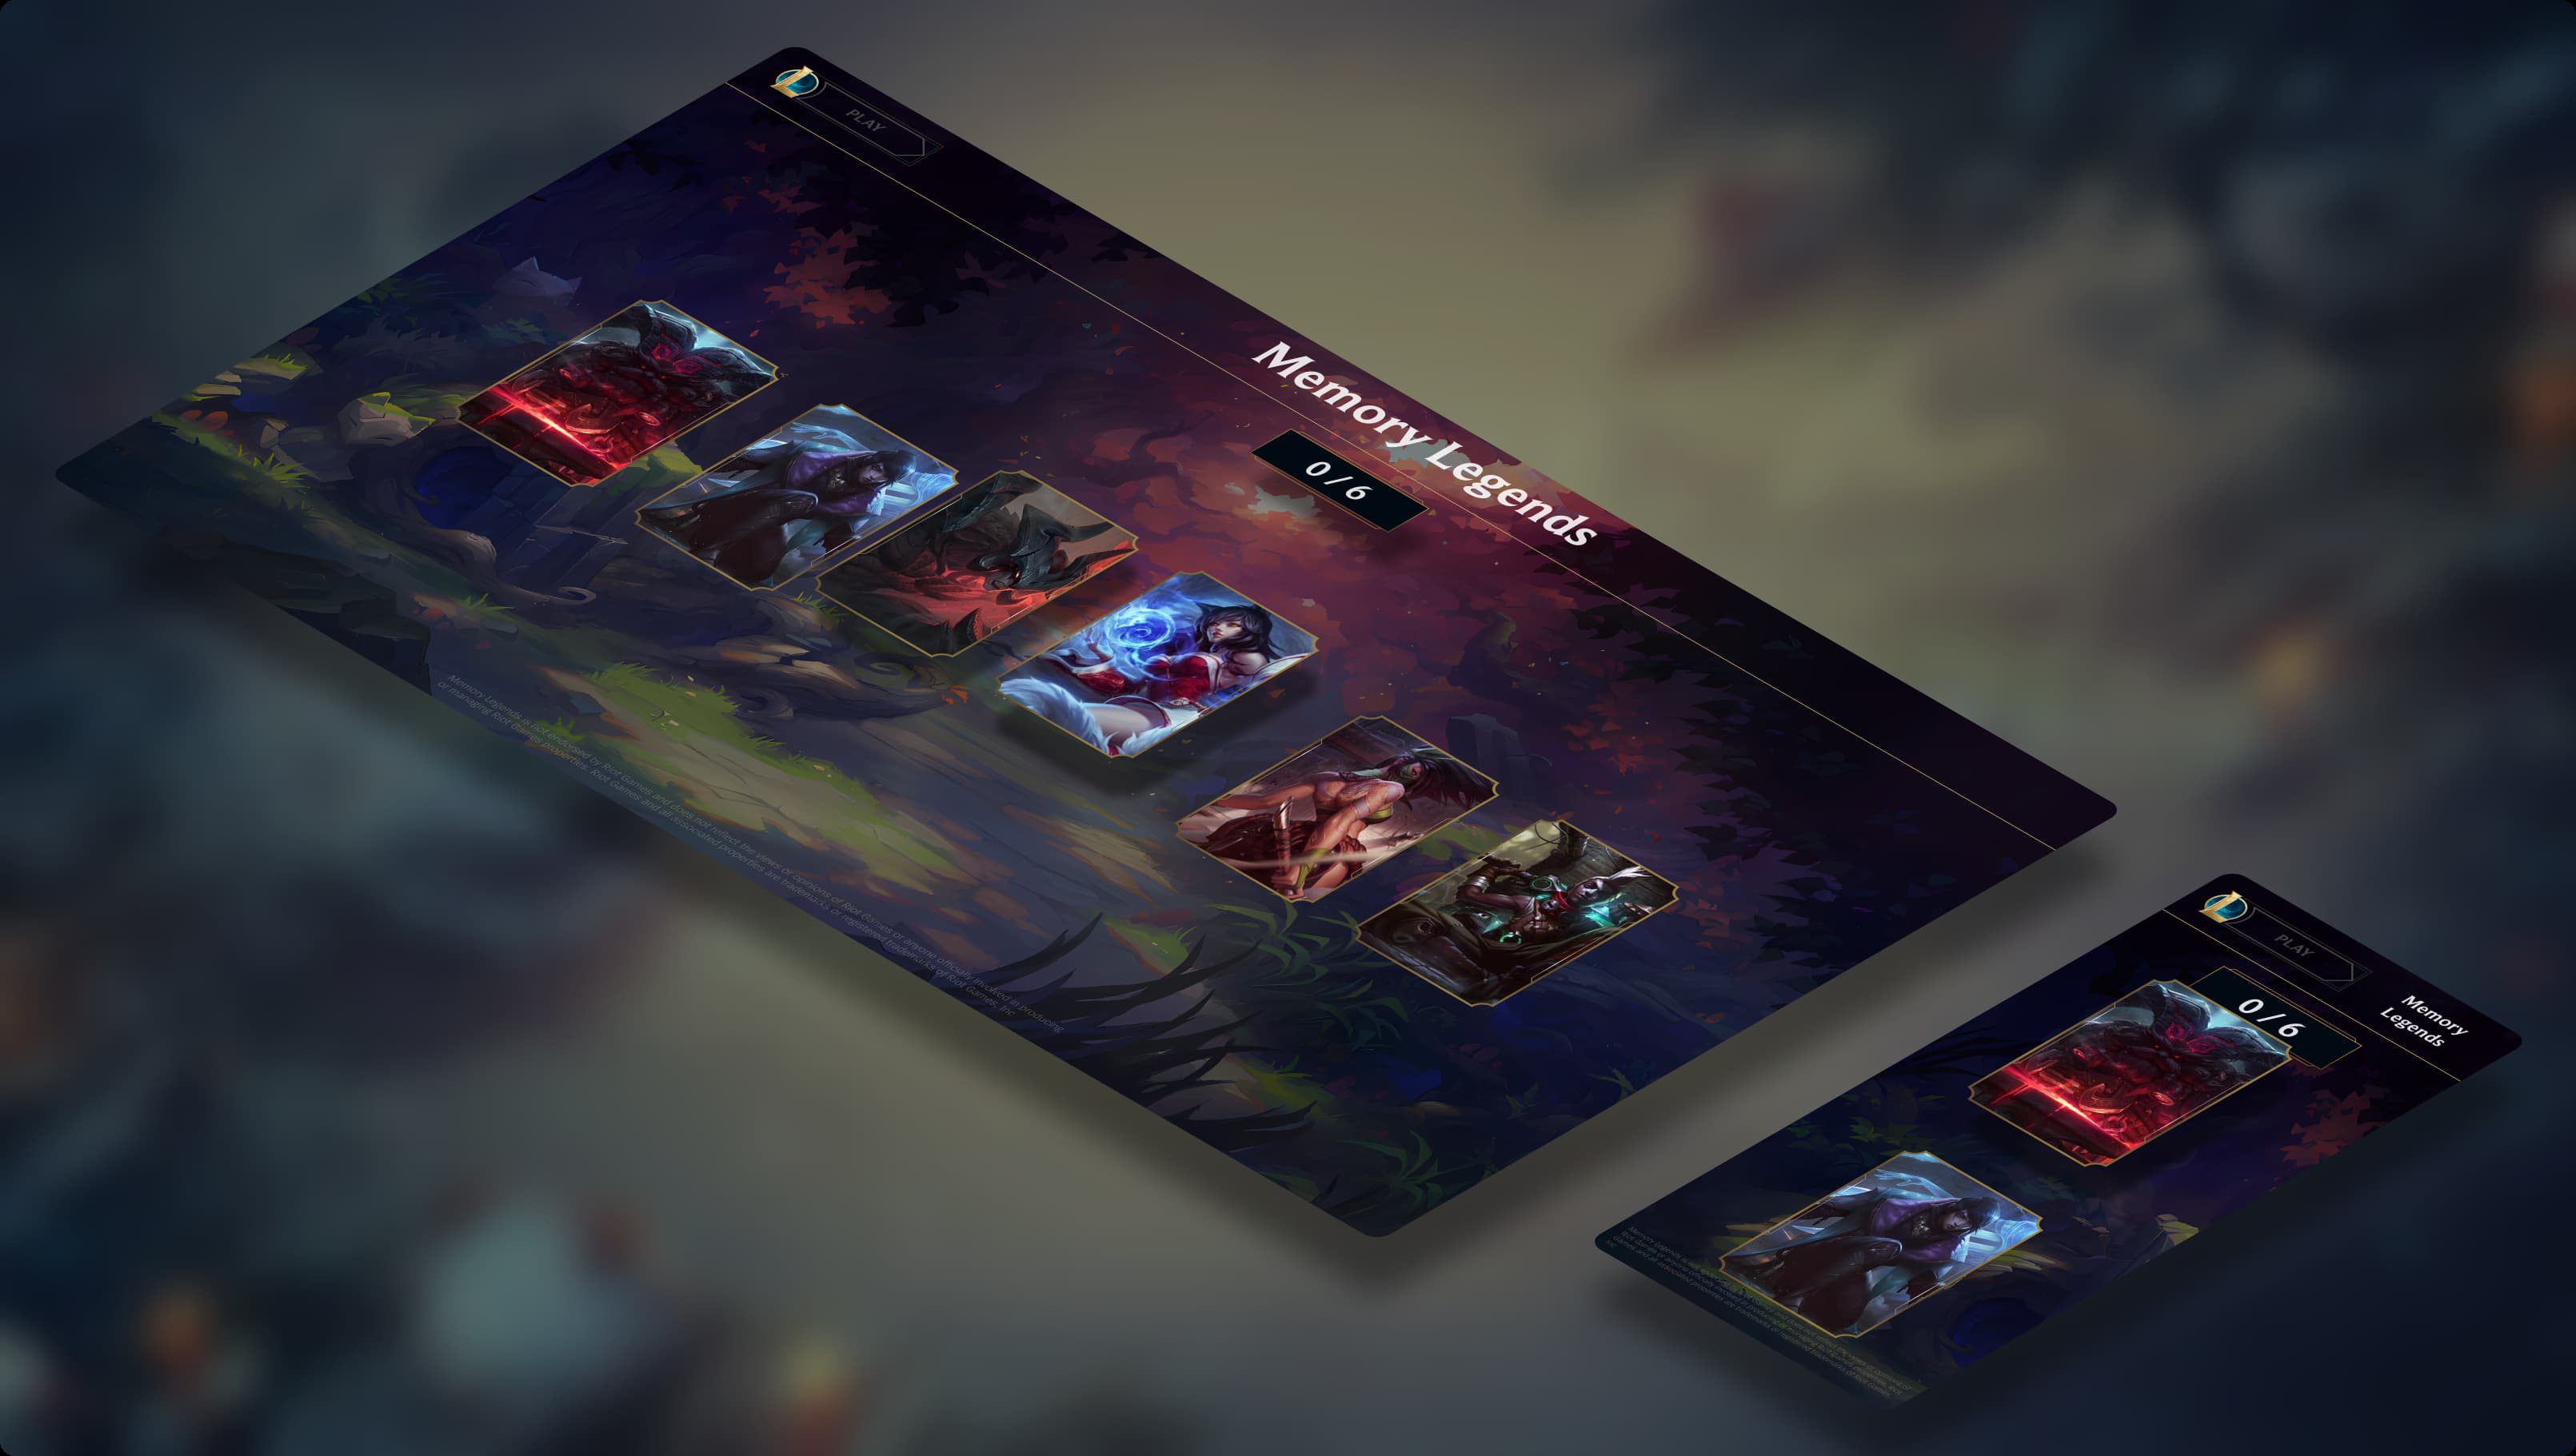 PLAY
Memory Legends
0 / 6
Memory Legends is not endorsed by Riot Games and does not reflect the views or opinions of Riot Games or anyone officially involved in producing
or managing Riot Games properties. Riot Games and all associated properties are trademarks or registered trademarks of Riot Games, Inc
PLAY
Memory
Legends
0 / 6